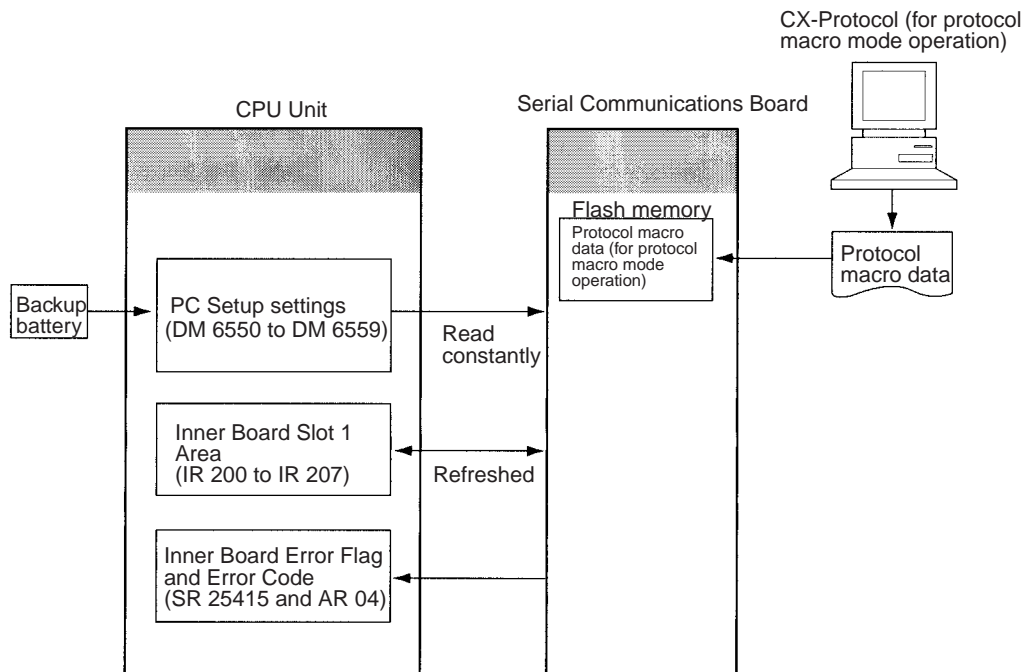 CX-Protocol (for protocol
macro mode operation)
CPU Unit
Serial Communications Board
Flash memory
Protocol macro
data (for protocol
macro mode
operation)
Protocol
macro data
Backup
battery
PC Setup settings
(DM 6550 to DM 6559)
Read
constantly
Inner Board Slot 1
Area
(IR 200 to IR 207)
Refreshed
Inner Board Error Flag
and Error Code
(SR 25415 and AR 04)